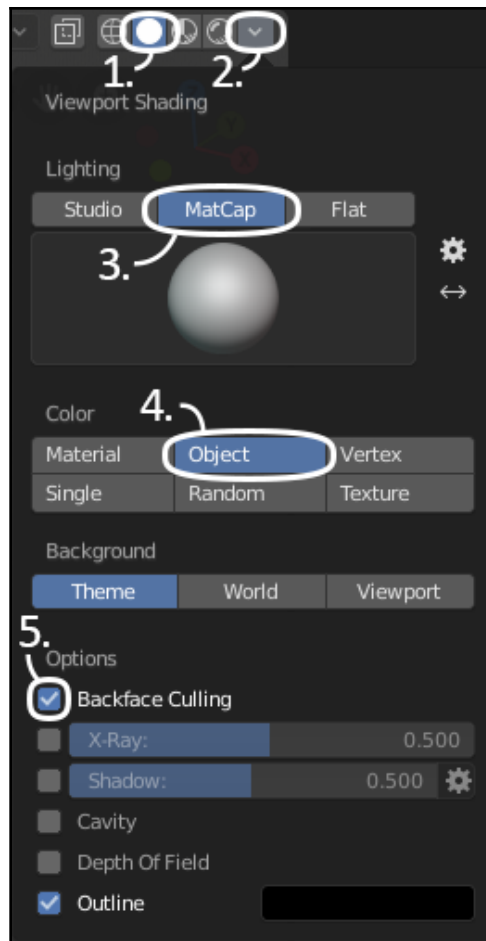 1.
2.
Viewport Shading
Lighting
Studio MatCap Flat
3.
Color
4.
Material Object Vertex
Single Random Texture
Background
Theme World Viewport
5.
Options
Backface Culling
X-Ray: 0.500
Shadow: 0.500
Cavity
Depth Of Field
Outline